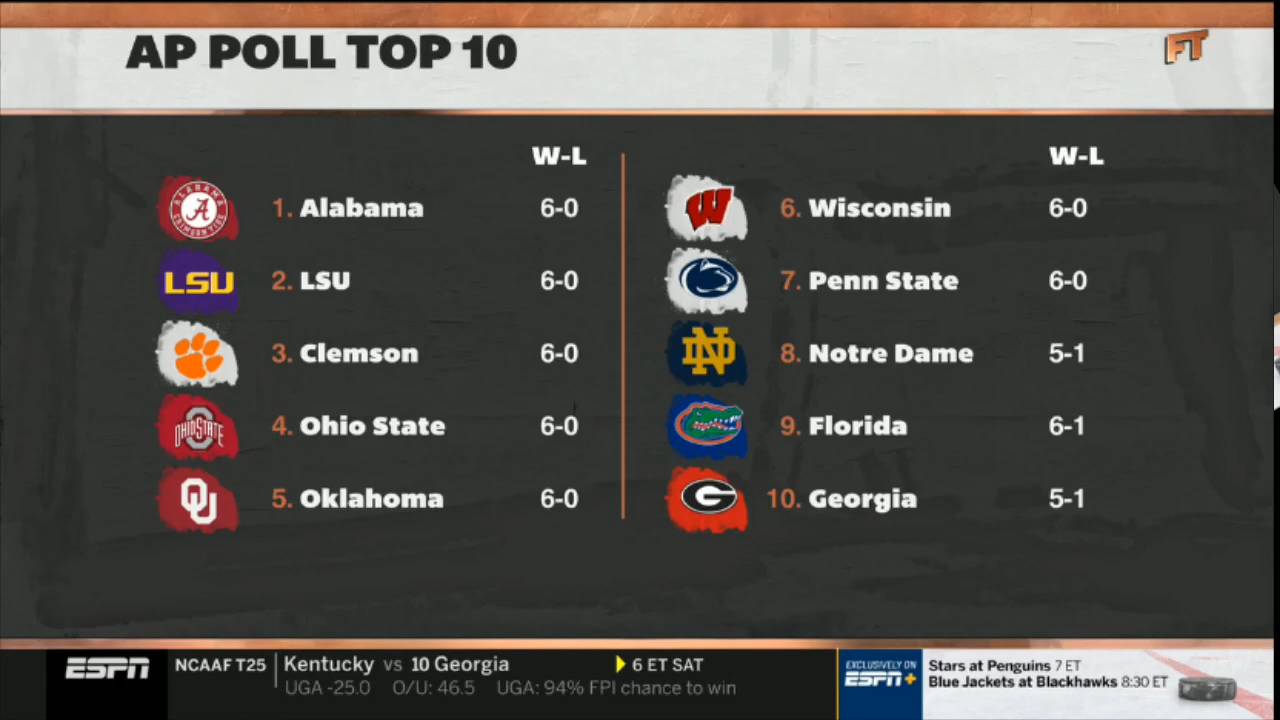 AP POLL TOP 10
FT
W-L
ALABAMA
A
CRIMSON TIDE
1. Alabama 6-0
LSU
2. LSU 6-0
3. Clemson 6-0
OHIO STATE
4. Ohio State 6-0
OU
5. Oklahoma 6-0
W-L
W
6. Wisconsin 6-0
7. Penn State 6-0
ND
8. Notre Dame 5-1
9. Florida 6-1
G
10. Georgia 5-1
ESPN
NCAAF T25
Kentucky vs 10 Georgia 6 ET SAT
UGA -25.0 O/U: 46.5 UGA: 94% FPI chance to win
EXCLUSIVELY ON
ESPN+
Stars at Penguins 7 ET
Blue Jackets at Blackhawks 8:30 ET